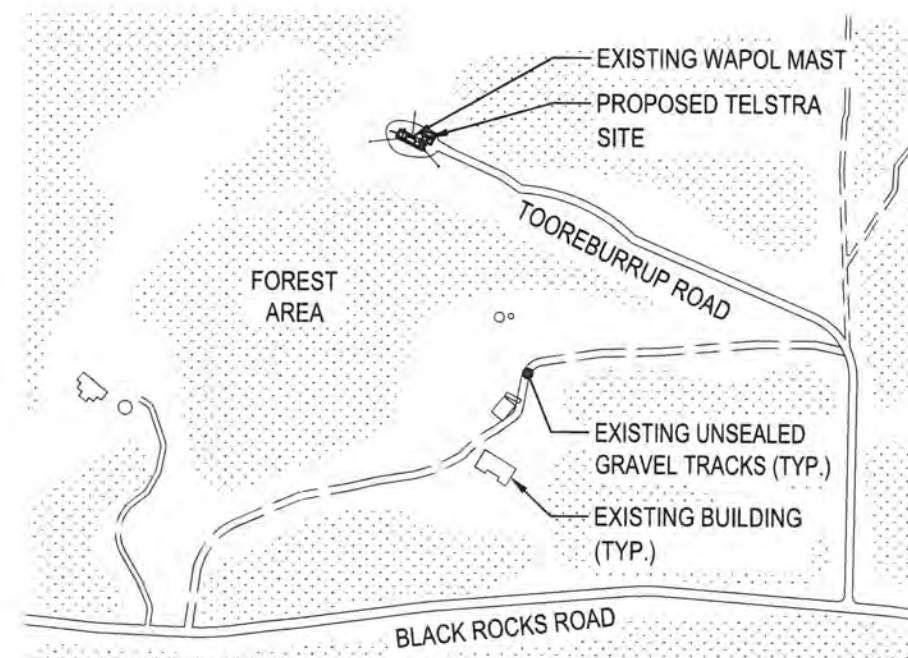 EXISTING WAPOL MAST
PROPOSED TELSTRA
SITE
TOOREBURRUP ROAD
FOREST
AREA
EXISTING UNSEALED
GRAVEL TRACKS (TYP.)
EXISTING BUILDING
(TYP.)
BLACK ROCKS ROAD